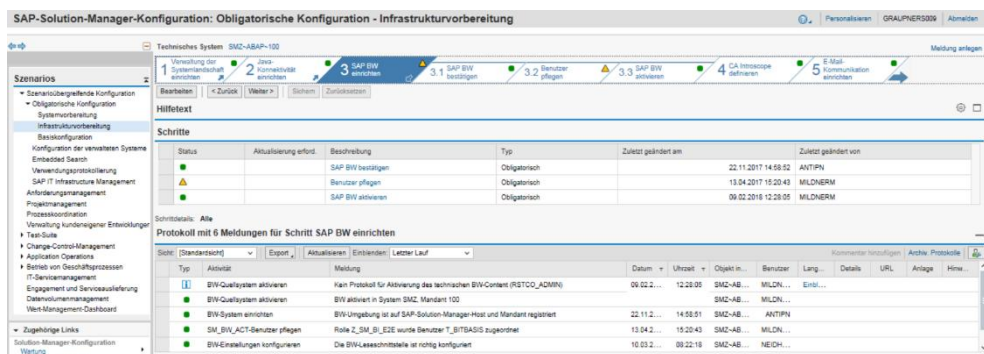 SAP-Solution-Manager-Konfiguration: Obligatorische Konfiguration - Infrastrukturvorbereitung
Personalisieren GRAUPNERS009 Abmelden
Technisches System SMZ~ABAP~100
Meldung anlegen
1 Verwaltung der Systemlandschaft einrichten
2 Java-Konnektivität einrichten
3 SAP BW einrichten
3.1 SAP BW bestätigen
3.2 Benutzer pflegen
3.3 SAP BW aktivieren
4 CA Introscope definieren
5 E-Mail-Kommunikation einrichten
Bearbeiten < Zurück Weiter > Sichern Zurücksetzen
Hilfetext
Szenarios
Szenarioübergreifende Konfiguration
Obligatorische Konfiguration
Systemvorbereitung
Infrastrukturvorbereitung
Basiskonfiguration
Konfiguration der verwalteten Systeme
Embedded Search
Verwendungsprotokollierung
SAP IT Infrastructure Management
Anforderungsmanagement
Projektmanagement
Prozesskoordination
Verwaltung kundeneigener Entwicklungen
Test-Suite
Change-Control-Management
Application Operations
Betrieb von Geschäftsprozessen
IT-Servicemanagement
Engagement und Serviceauslieferung
Datenvolumenmanagement
Wert-Management-Dashboard
Zugehörige Links
Solution-Manager-Konfiguration
Wartung
Schritte
Status Aktualisierung erford. Beschreibung Typ Zuletzt geändert am Zuletzt geändert von
SAP BW bestätigen Obligatorisch 22.11.2017 14:58:52 ANTIPN
Benutzer pflegen Obligatorisch 13.04.2017 15:20:43 MILDNERM
SAP BW aktivieren Obligatorisch 09.02.2018 12:28:05 MILDNERM
Schrittdetails: Alle
Protokoll mit 6 Meldungen für Schritt SAP BW einrichten
Sicht: [Standardsicht] Export Aktualisieren Einblenden: Letzter Lauf Kommentar hinzufügen Archiv. Protokolle
Typ Aktivität Meldung Datum Uhrzeit Objekt in... Benutzer Lang... Details URL Anlage Hinw...
BW-Quellsystem aktivieren Kein Protokoll für Aktivierung des technischen BW-Content (RSTCO_ADMIN) 09.02.2... 12:28:05 SMZ~AB... MILDN... Einbl...
BW-Quellsystem aktivieren BW aktiviert in System SMZ, Mandant 100 SMZ~AB... MILDN...
BW-System einrichten BW-Umgebung ist auf SAP-Solution-Manager-Host und Mandant registriert 22.11.2... 14:58:51 SMZ~AB... ANTIPN
SM_BW_ACT-Benutzer pflegen Rolle Z_SM_BI_E2E wurde Benutzer T_BITBASIS zugeordnet 13.04.2... 15:20:43 SMZ~AB... MILDN...
BW-Einstellungen konfigurieren Die BW-Leseschnittstelle ist richtig konfiguriert 10.03.2... 08:22:18 SMZ~AB... NEIDH...